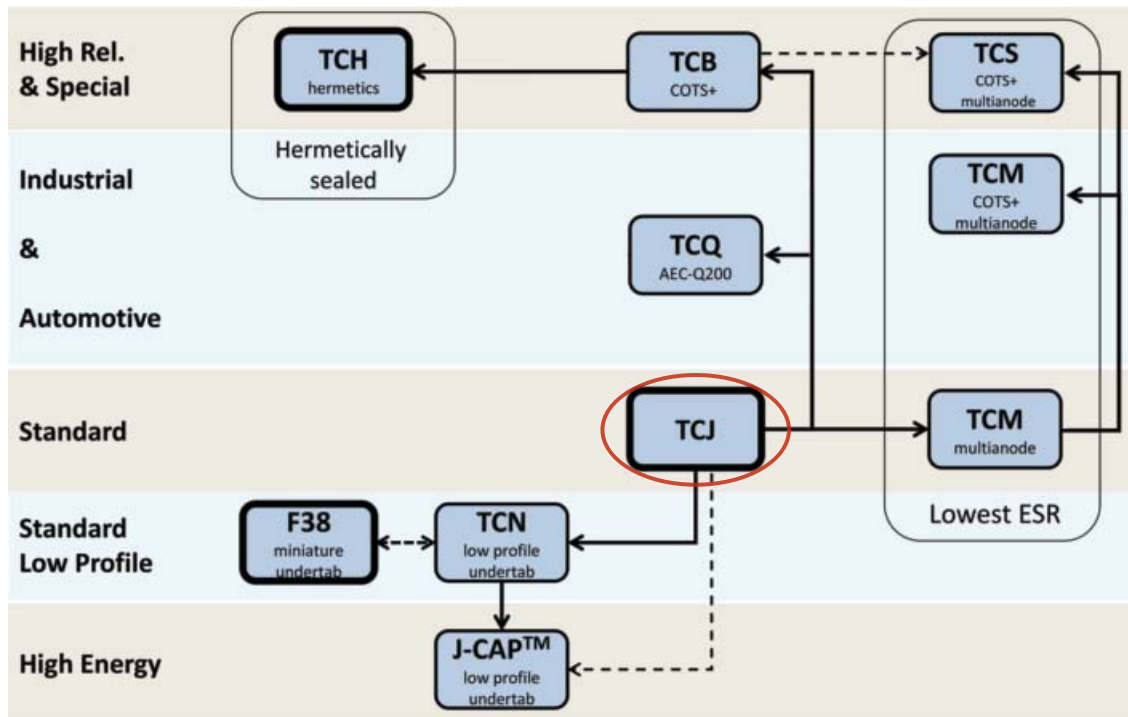 High Rel.
& Special
TCH
hermetics
Hermetically
sealed
TCB
COTS+
TCS
COTS+
multianode
Industrial
&
Automotive
TCM
COTS+
multianode
TCQ
AEC-Q200
Standard
TCJ
TCM
multianode
Lowest ESR
Standard
Low Profile
F38
miniature
undertab
TCN
low profile
undertab
High Energy
J-CAP™
low profile
undertab